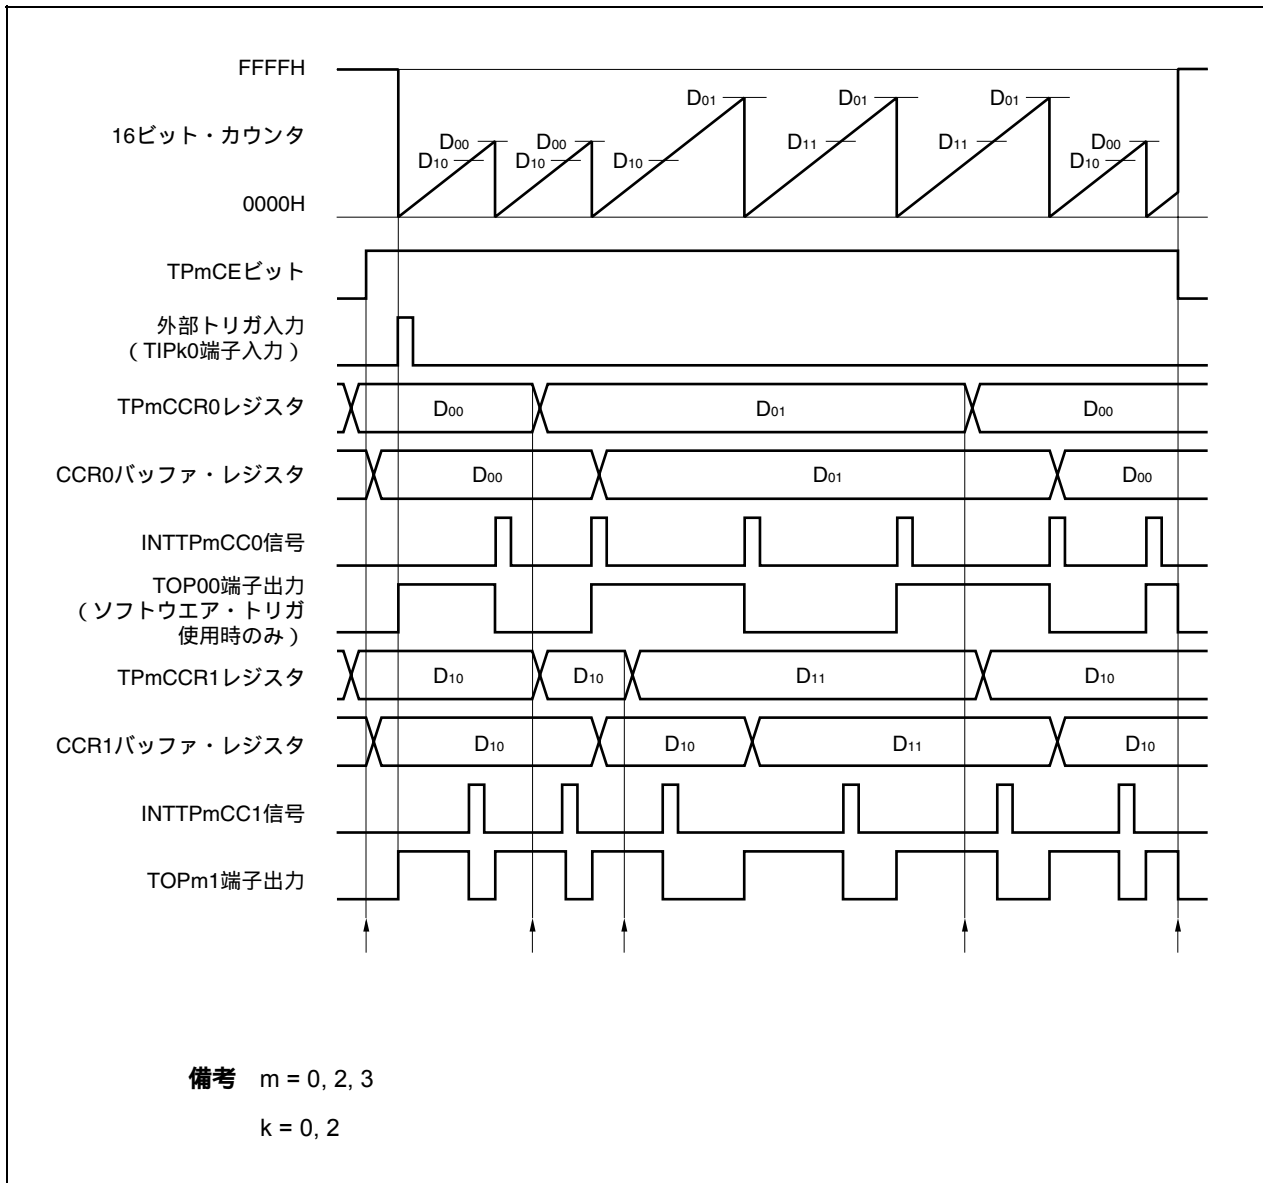 FFFFH
16ビット・カウンタ
0000H
D01 D01 D01
D00 D00 D11 D11 D00
D10 D10 D10 D10
TPmCEビット
外部トリガ入力
（TIPk0端子入力）
TPmCCR0レジスタ D00 D01 D00
CCR0バッファ・レジスタ D00 D01 D00
INTTPmCC0信号
TOP00端子出力
（ソフトウエア・トリガ
使用時のみ）
TPmCCR1レジスタ D10 D10 D11 D10
CCR1バッファ・レジスタ D10 D10 D11 D10
INTTPmCC1信号
TOPm1端子出力
備考 m = 0, 2, 3
k = 0, 2